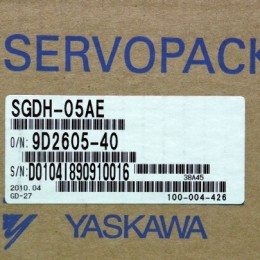 SERVOPACK
SGDH-05AE
O/N: 9D2605-40
38A45
S/N: D0104I890910016
2010.04
GD-27
100-004-426
YASKAWA